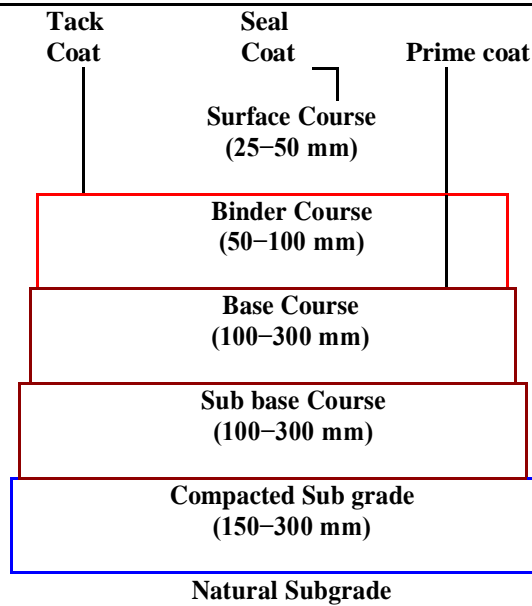 Tack
Coat
Seal
Coat
Prime coat
Surface Course
(25−50 mm)
Binder Course
(50−100 mm)
Base Course
(100−300 mm)
Sub base Course
(100−300 mm)
Compacted Sub grade
(150−300 mm)
Natural Subgrade